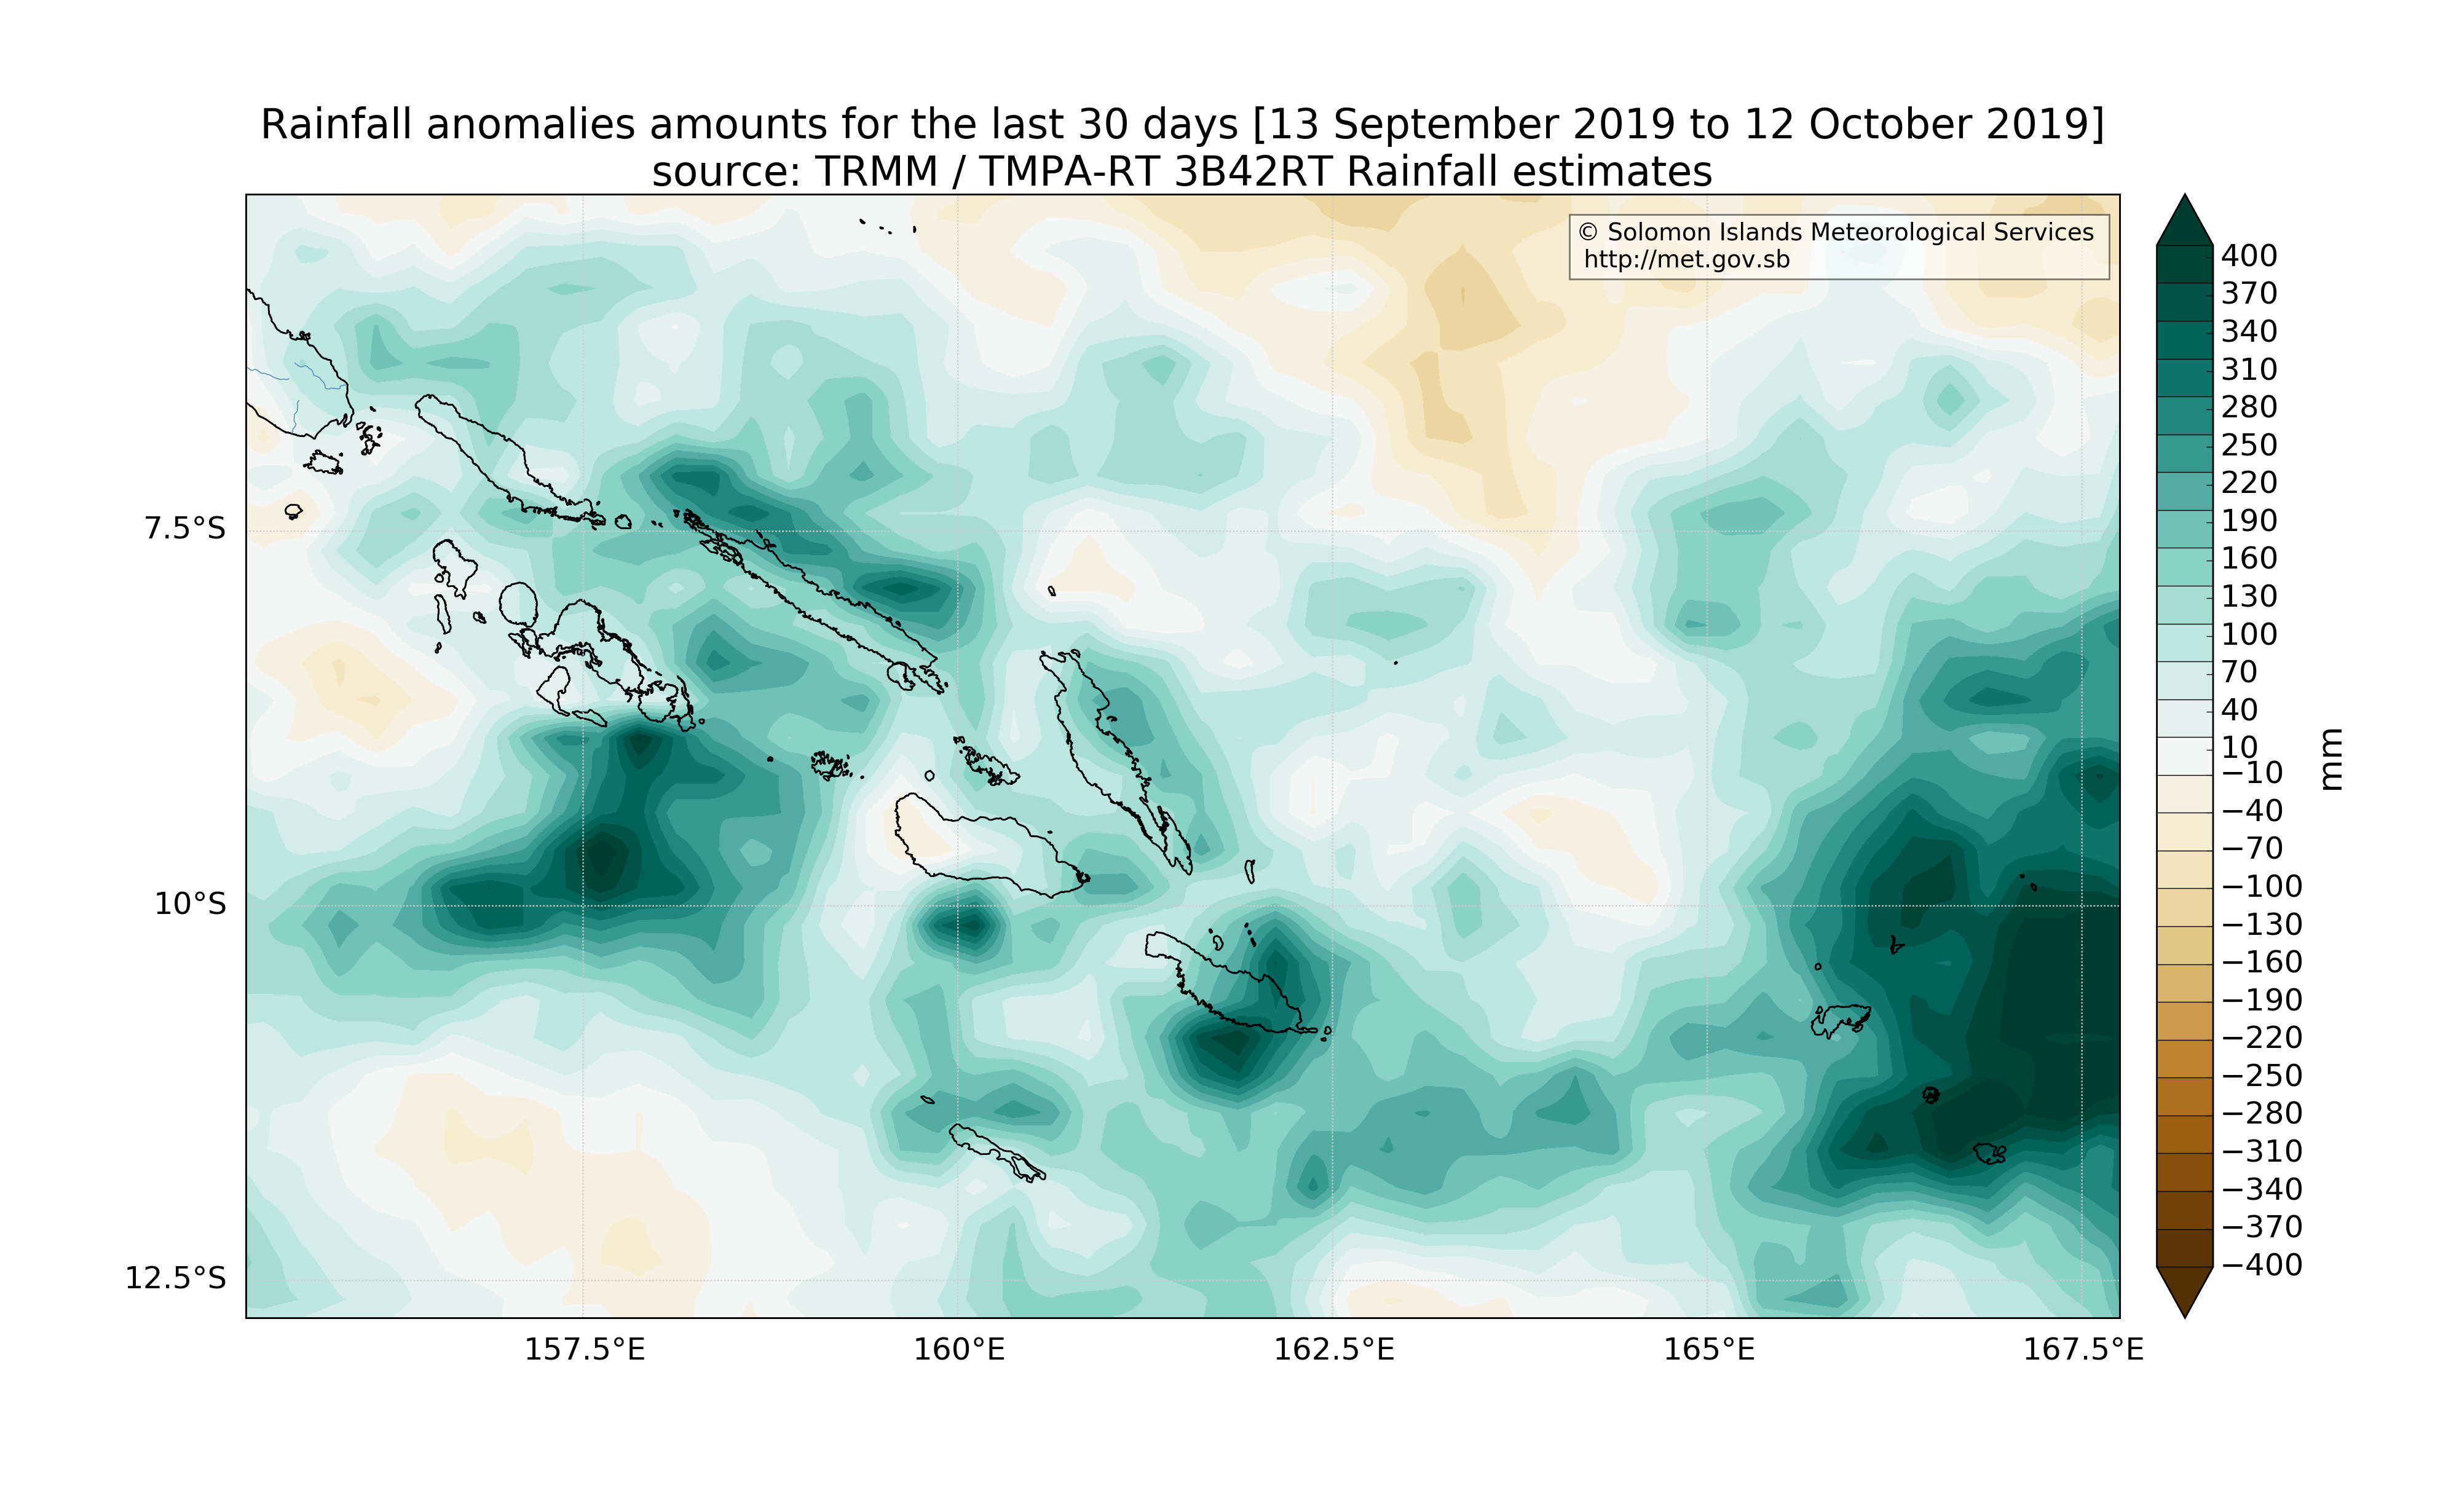 Rainfall anomalies amounts for the last 30 days [13 September 2019 to 12 October 2019]
source: TRMM / TMPA-RT 3B42RT Rainfall estimates
© Solomon Islands Meteorological Services
http://met.gov.sb
7.5°S
10°S
12.5°S
157.5°E
160°E
162.5°E
165°E
167.5°E
400
370
340
310
280
250
220
190
160
130
100
70
40
10
−10
−40
−70
−100
−130
−160
−190
−220
−250
−280
−310
−340
−370
−400
mm